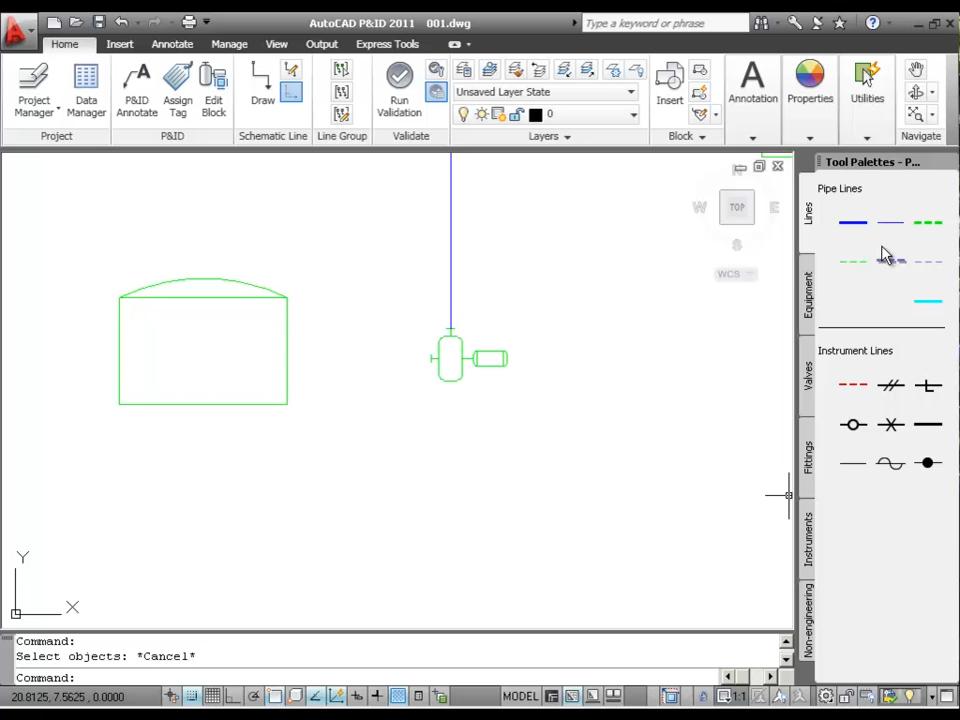 AutoCAD P&ID 2011 001.dwg
Type a keyword or phrase
Home Insert Annotate Manage View Output Express Tools
Project Manager
Data Manager
Project
P&ID Annotate
Assign Tag
Edit Block
P&ID
Draw
Schematic Line
Line Group
Run Validation
Validate
Unsaved Layer State
0
Layers
Insert
Block
Annotation
Properties
Utilities
Navigate
Tool Palettes - P...
Pipe Lines
Instrument Lines
Lines
Equipment
Valves
Fittings
Instruments
Non-engineering
W TOP E
S
WCS
Y
X
Command:
Select objects: *Cancel*
Command:
20.8125, 7.5625, 0.0000
MODEL
1:1